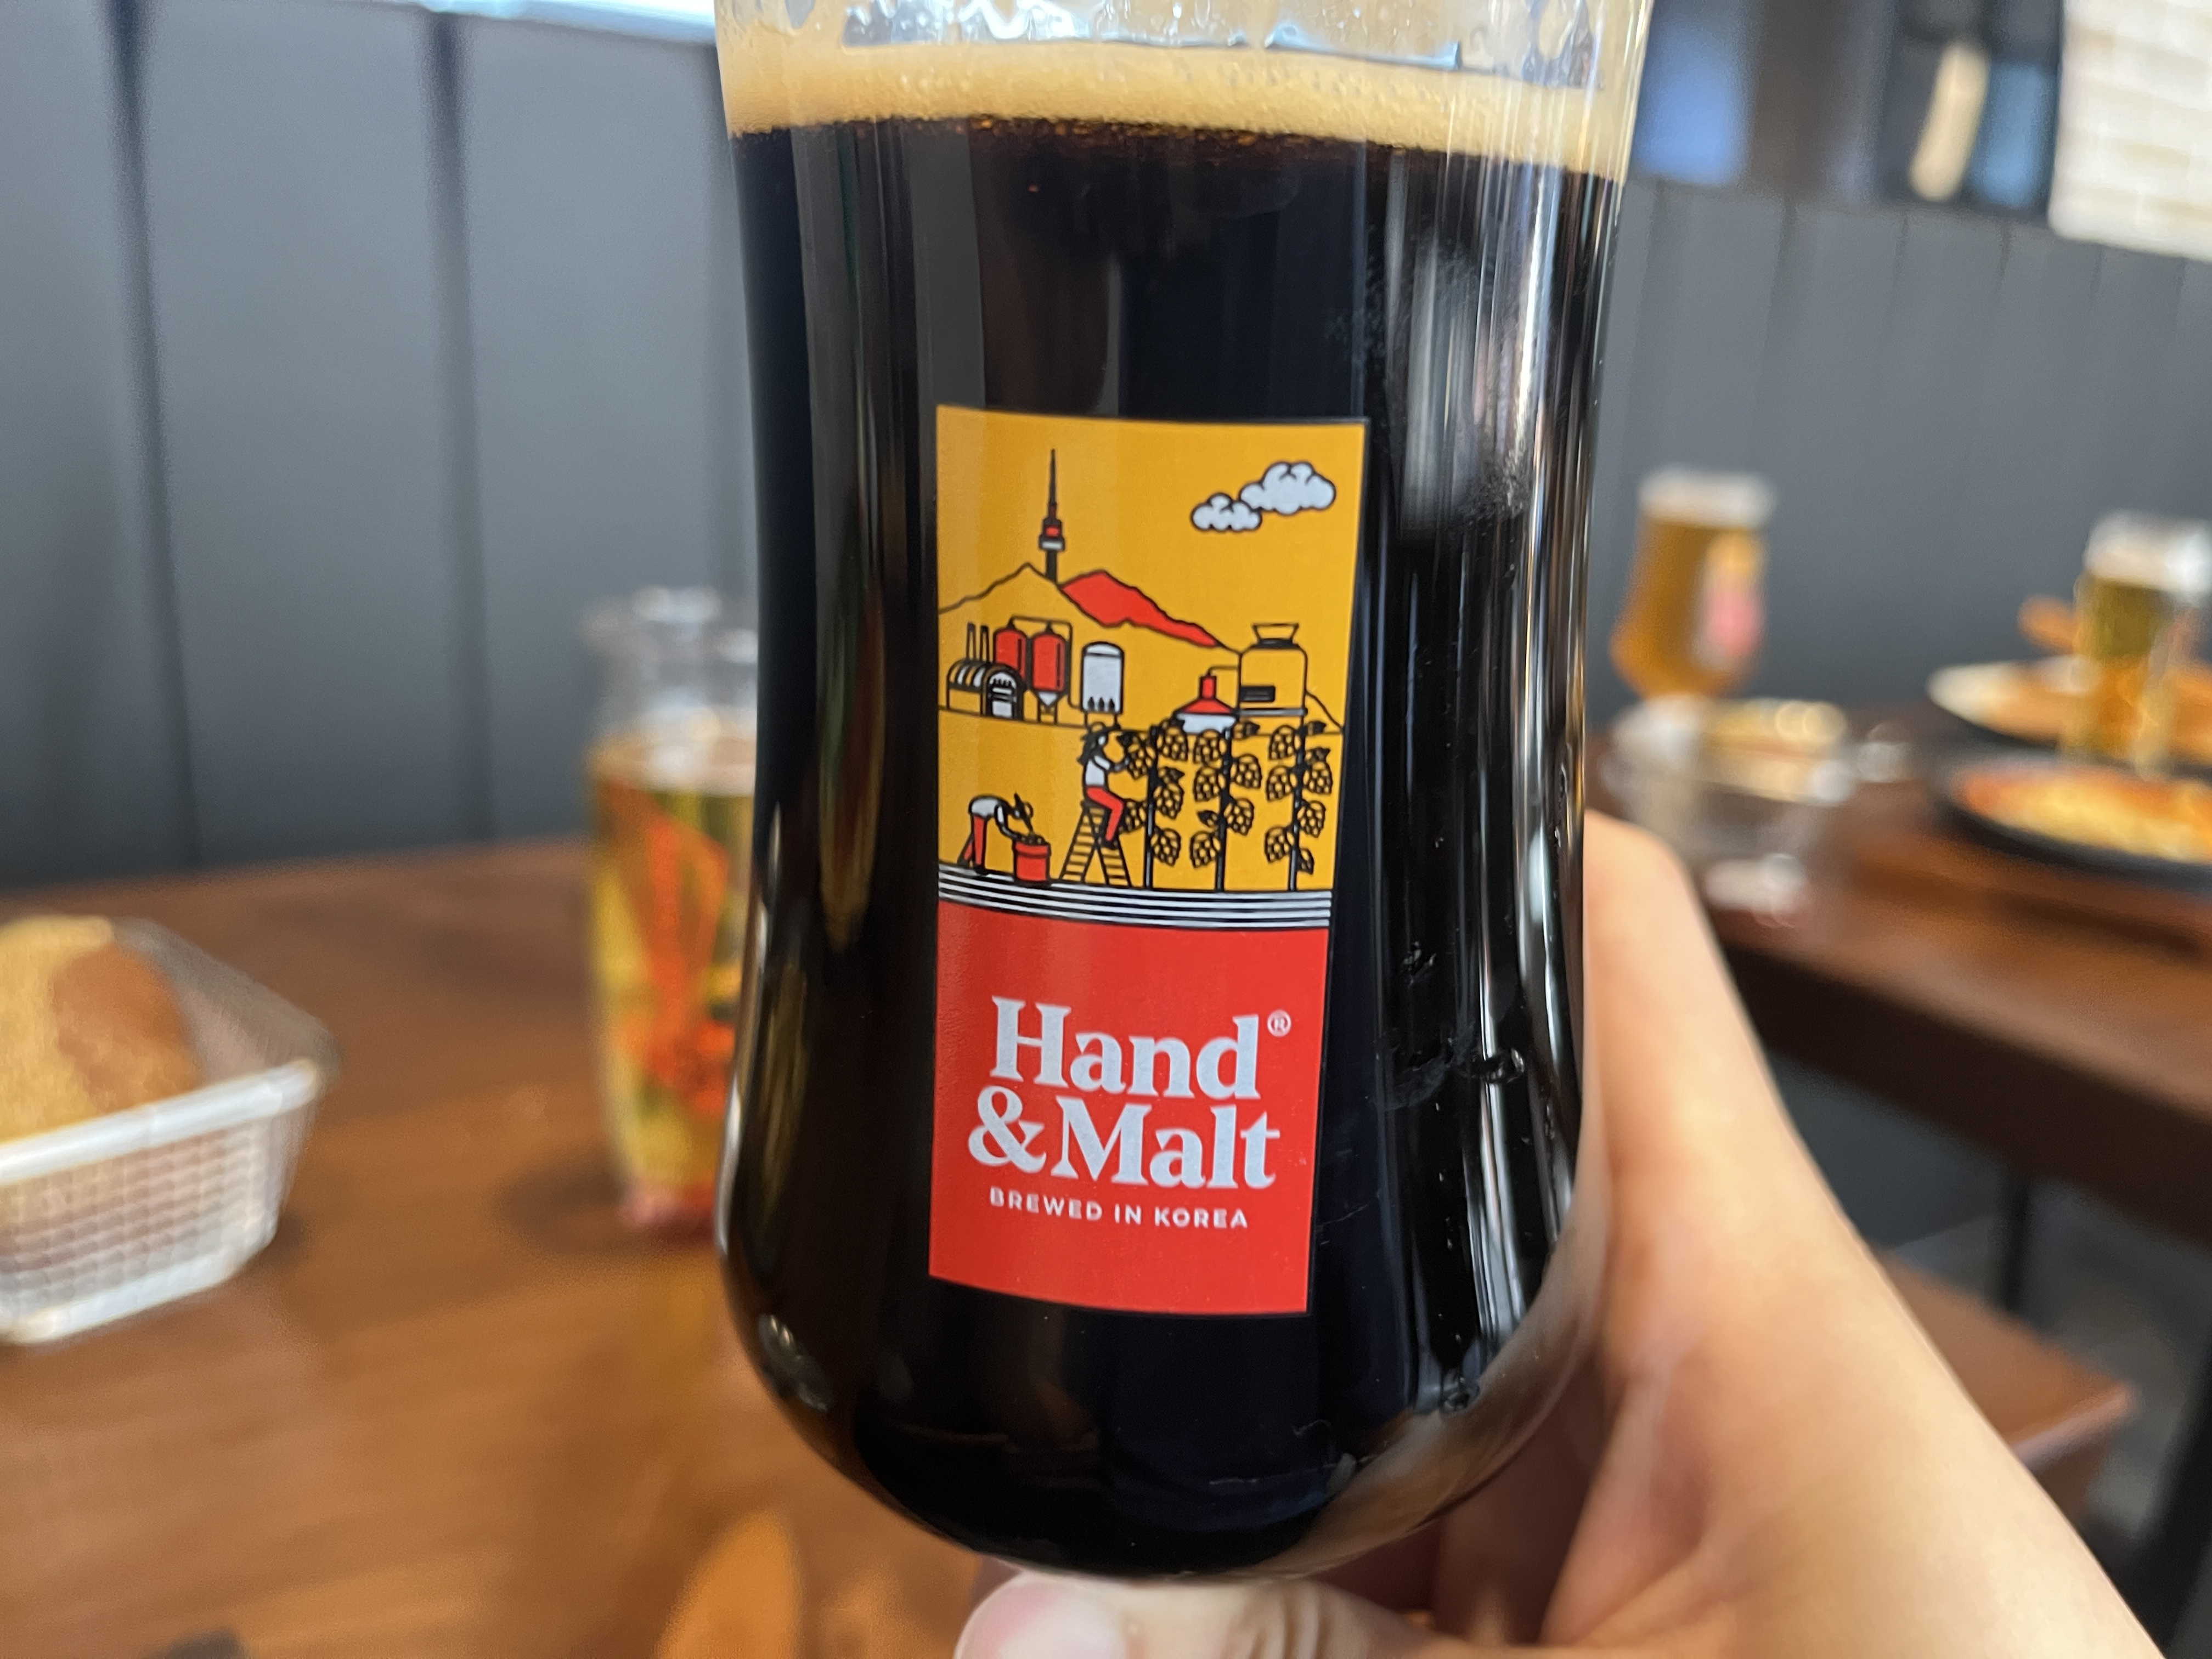 Hand®
&Malt
BREWED IN KOREA